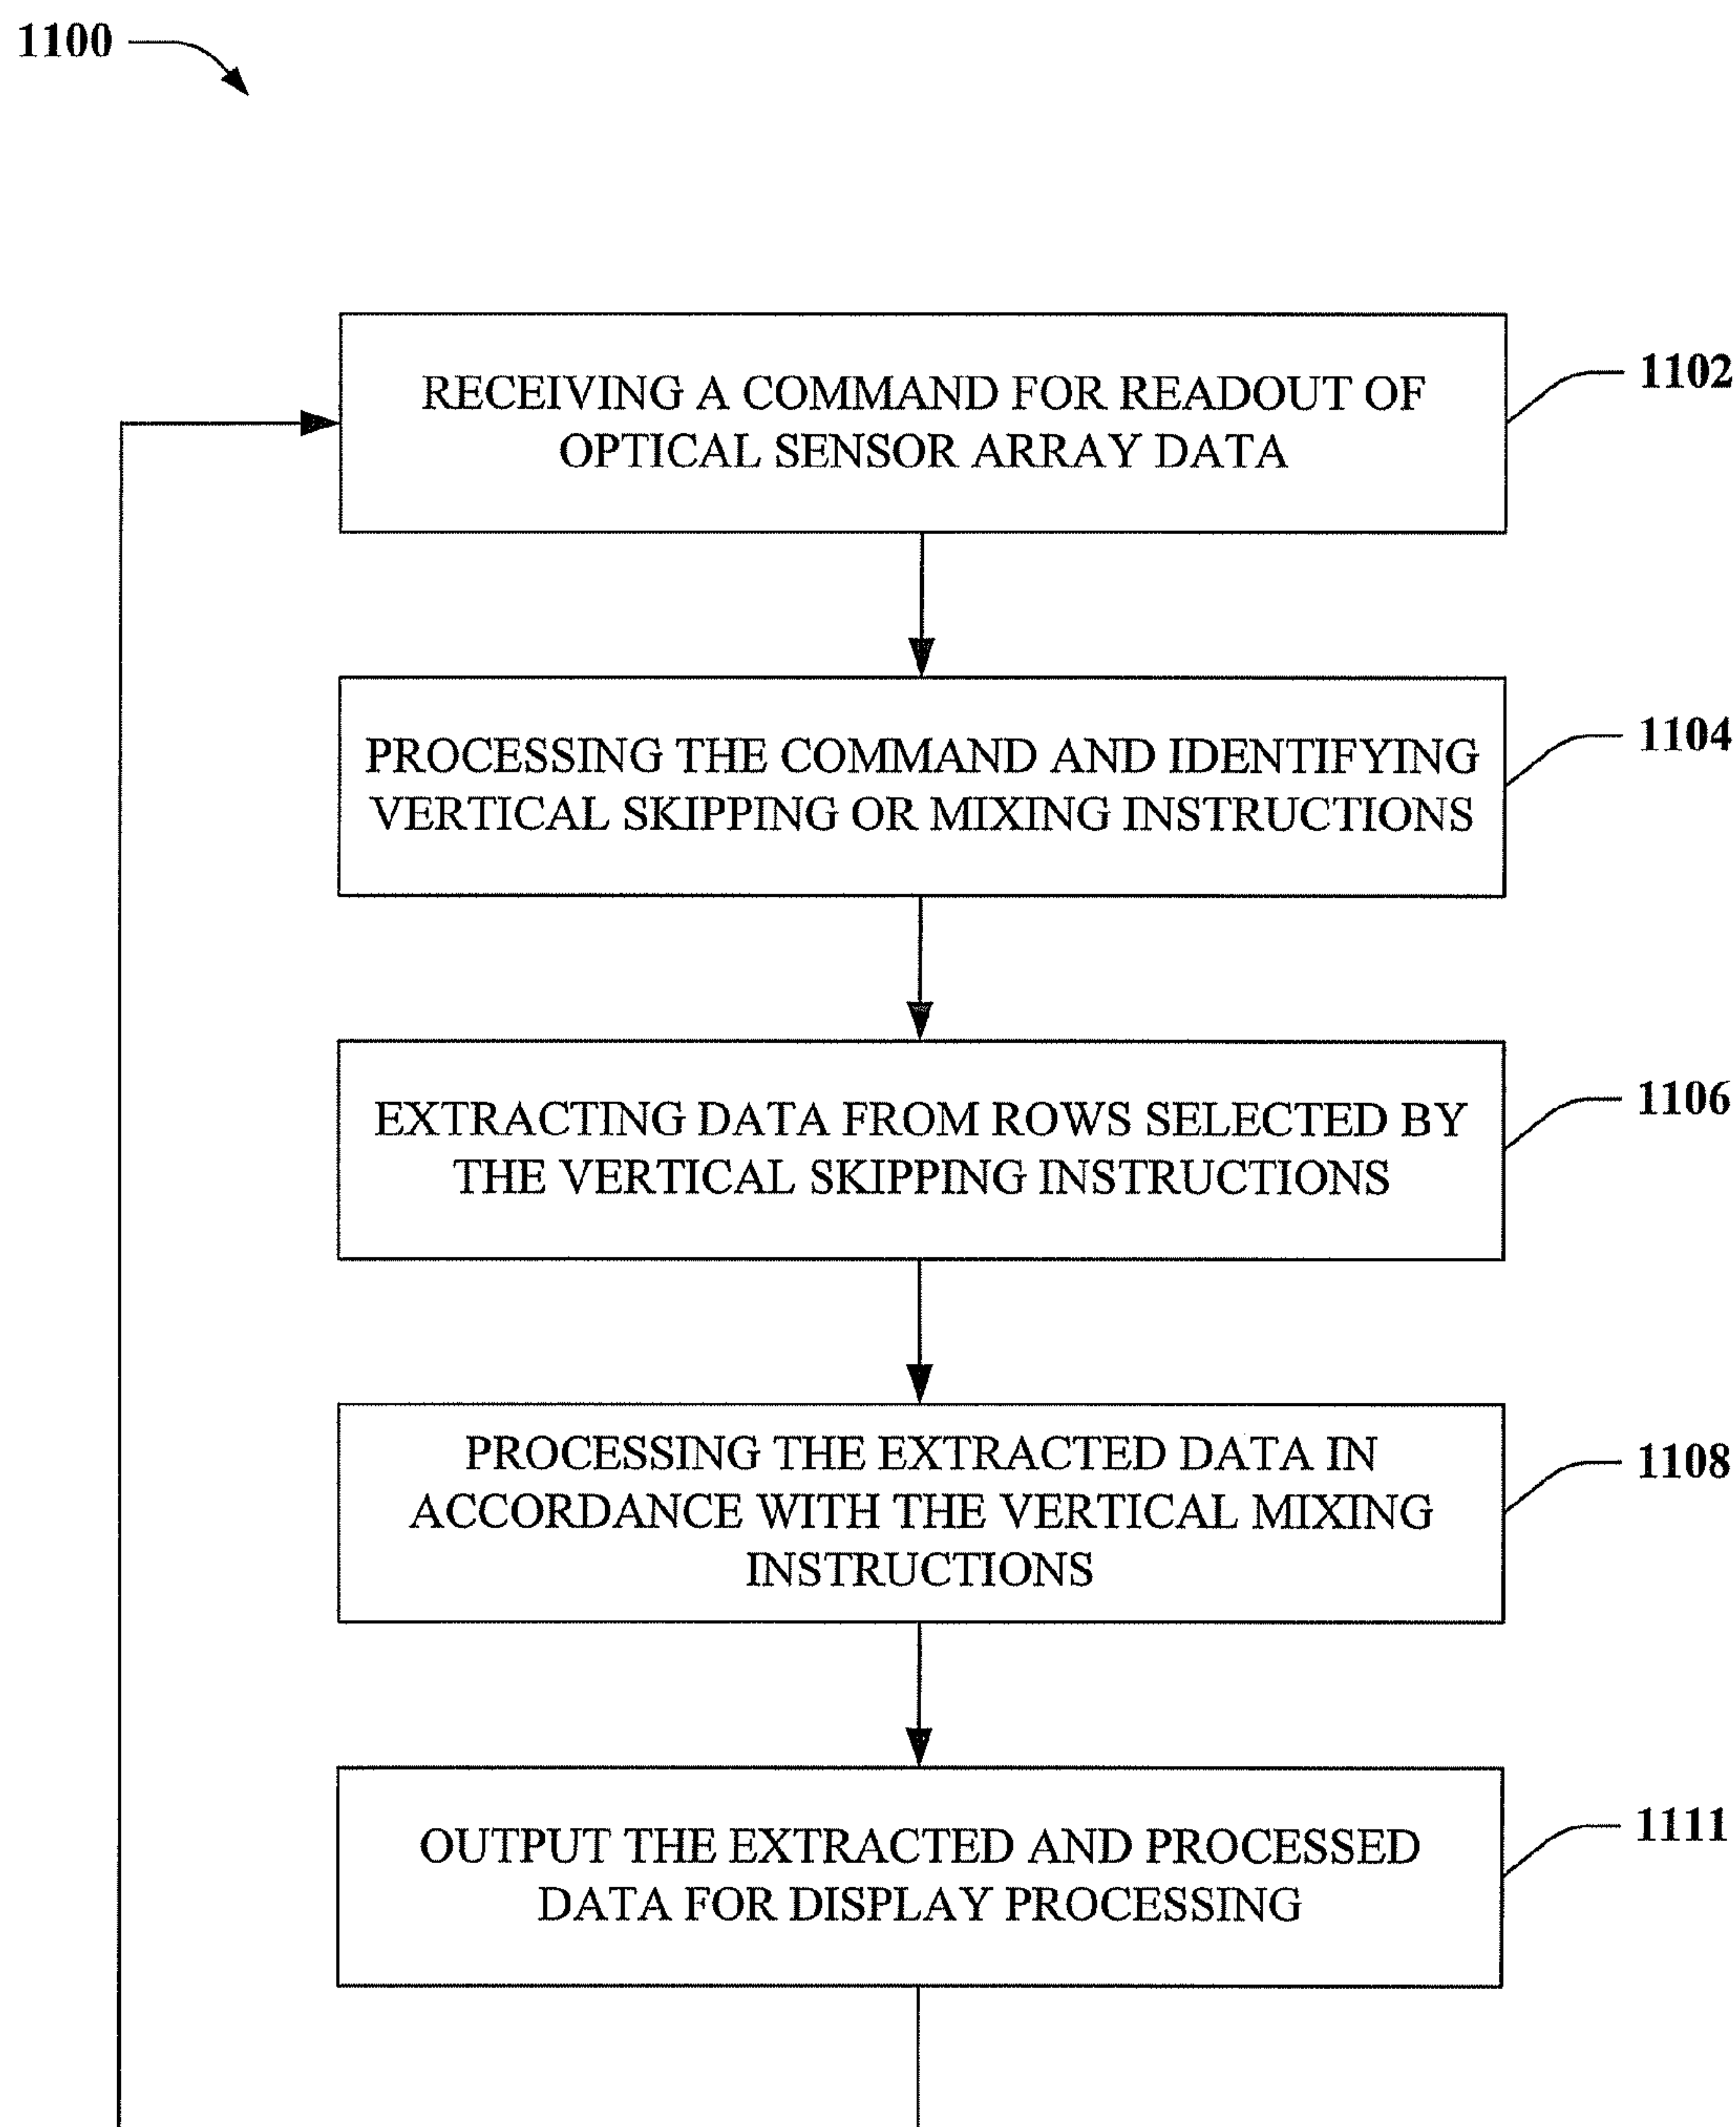 1100
RECEIVING A COMMAND FOR READOUT OF
OPTICAL SENSOR ARRAY DATA
1102
PROCESSING THE COMMAND AND IDENTIFYING
VERTICAL SKIPPING OR MIXING INSTRUCTIONS
1104
EXTRACTING DATA FROM ROWS SELECTED BY
THE VERTICAL SKIPPING INSTRUCTIONS
1106
PROCESSING THE EXTRACTED DATA IN
ACCORDANCE WITH THE VERTICAL MIXING
INSTRUCTIONS
1108
OUTPUT THE EXTRACTED AND PROCESSED
DATA FOR DISPLAY PROCESSING
1111